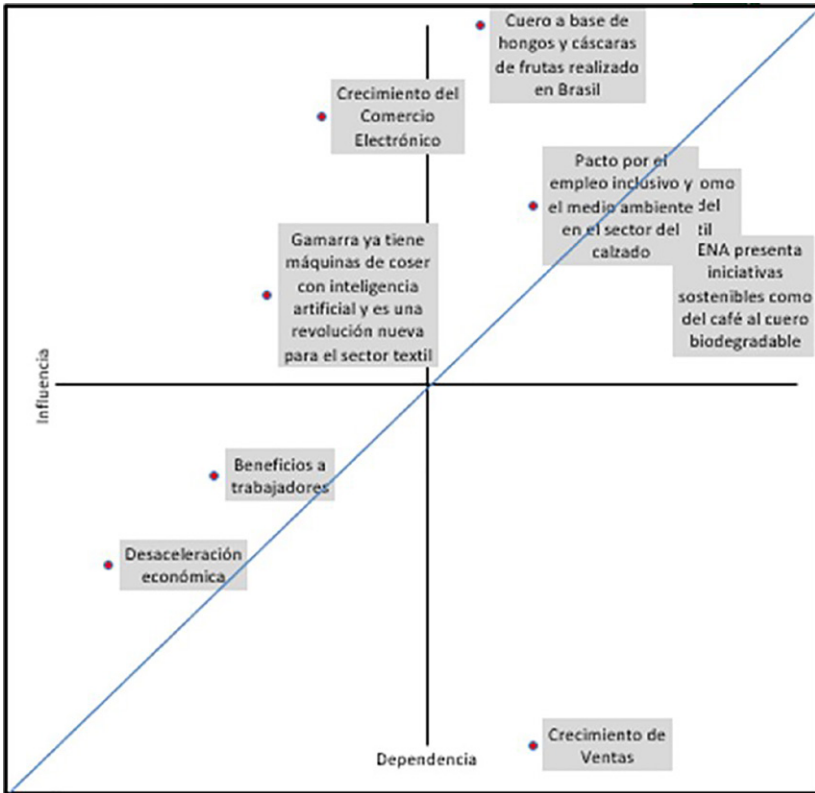 Cuero a base de
hongos y cáscaras
de frutas realizado
en Brasil
Crecimiento del
Comercio
Electrónico
Pacto por el
empleo inclusivo y
el medio ambiente
en el sector del
calzado
omo
del
til
Gamarra ya tiene
máquinas de coser
con inteligencia
artificial y es una
revolución nueva
para el sector textil
ENA presenta
iniciativas
sostenibles como
del café al cuero
biodegradable
Influencia
Beneficios a
trabajadores
Desaceleración
económica
Crecimiento de
Ventas
Dependencia